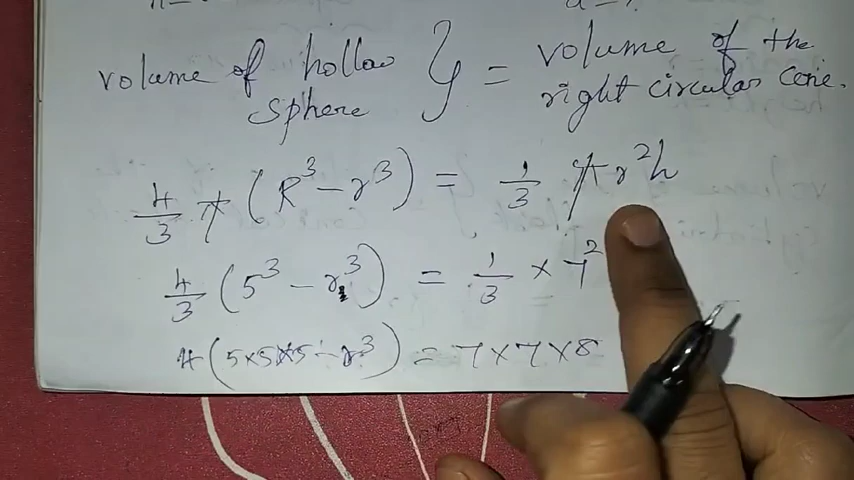 volume of hollow } = volume of the
sphere right circular cone.
4/3 π (R³ - r³) = 1/3 π r²h
4/3 (5³ - r³) = 1/3 × 7²
4 (5×5×5 - r³) = 7×7×8